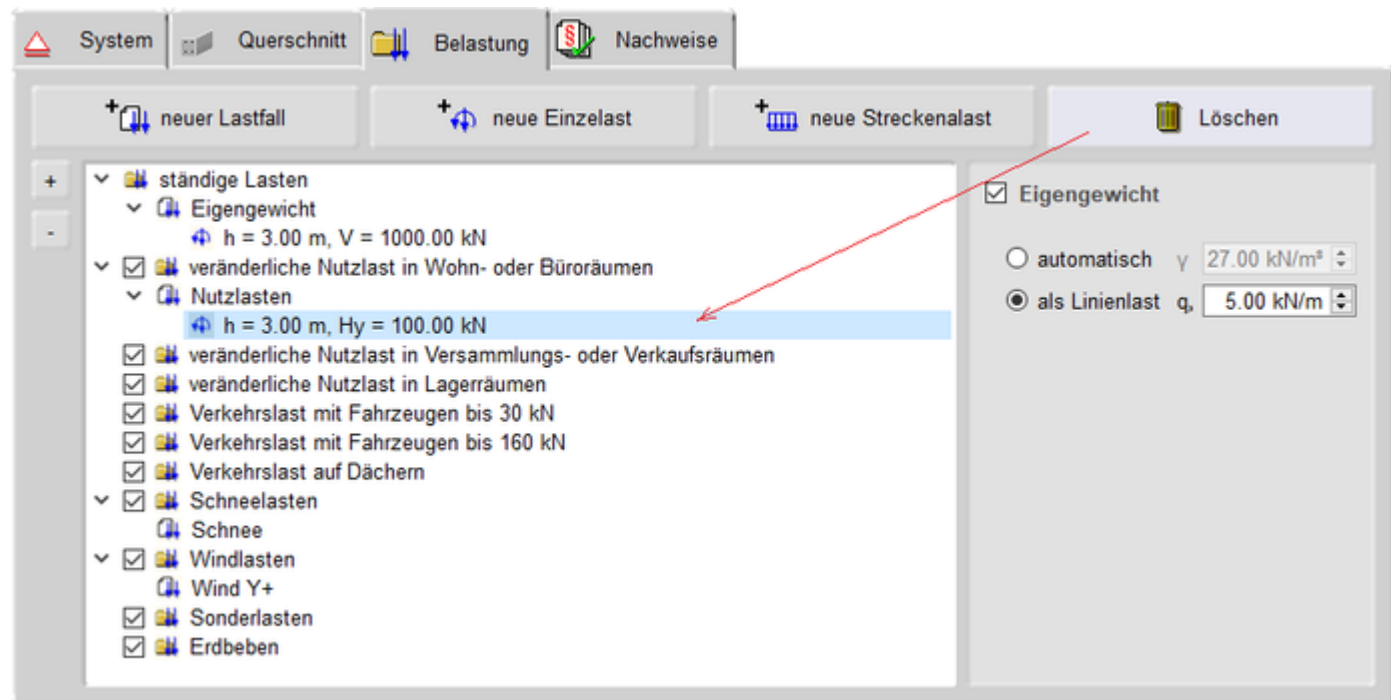 System Querschnitt Belastung Nachweise
neuer Lastfall neue Einzelast neue Streckenalast Löschen
+
-
ständige Lasten
Eigengewicht
h = 3.00 m, V = 1000.00 kN
veränderliche Nutzlast in Wohn- oder Büroräumen
Nutzlasten
h = 3.00 m, Hy = 100.00 kN
veränderliche Nutzlast in Versammlungs- oder Verkaufsräumen
veränderliche Nutzlast in Lagerräumen
Verkehrslast mit Fahrzeugen bis 30 kN
Verkehrslast mit Fahrzeugen bis 160 kN
Verkehrslast auf Dächern
Schneelasten
Schnee
Windlasten
Wind Y+
Sonderlasten
Erdbeben
Eigengewicht
automatisch γ 27.00 kN/m³
als Linienlast q, 5.00 kN/m